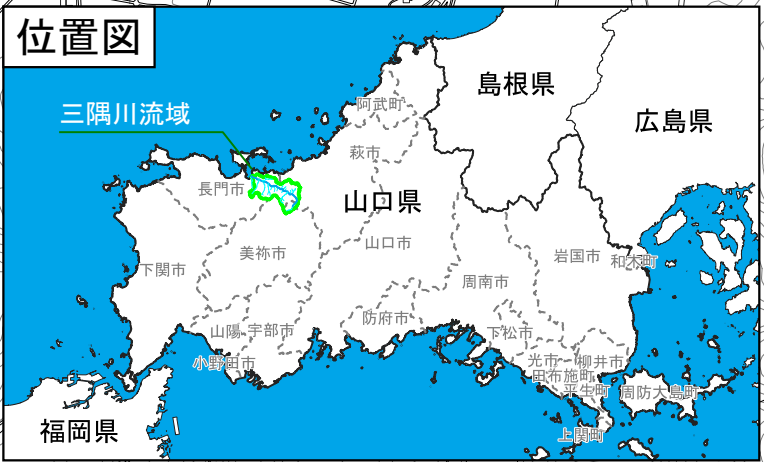 位置図
島根県
広島県
阿武町
三隅川流域
萩市
長門市
山口県
山口市
美祢市
岩国市
和木町
下関市
周南市
防府市
山陽
小野田市
宇部市
下松市
光市
柳井市
田布施町
平生町
周防大島町
上関町
福岡県